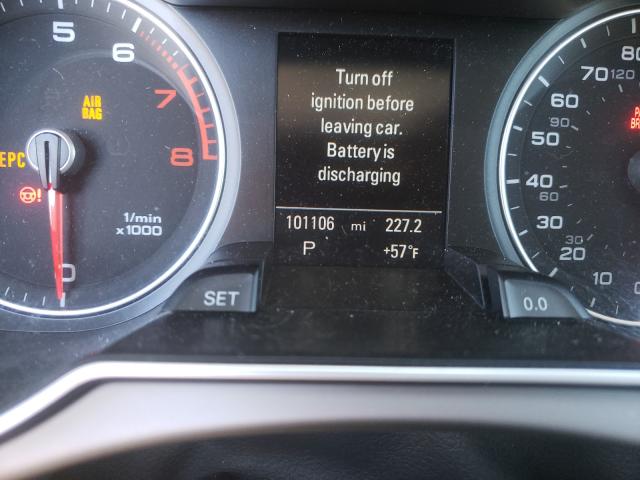 5
6
7
8
AIR
BAG
EPC
1/min
x1000
0
Turn off
ignition before
leaving car.
Battery is
discharging
101106 mi 227.2
P +57°F
SET
0.0
80
70 120
60
90
50
40
60
30
30
20
10